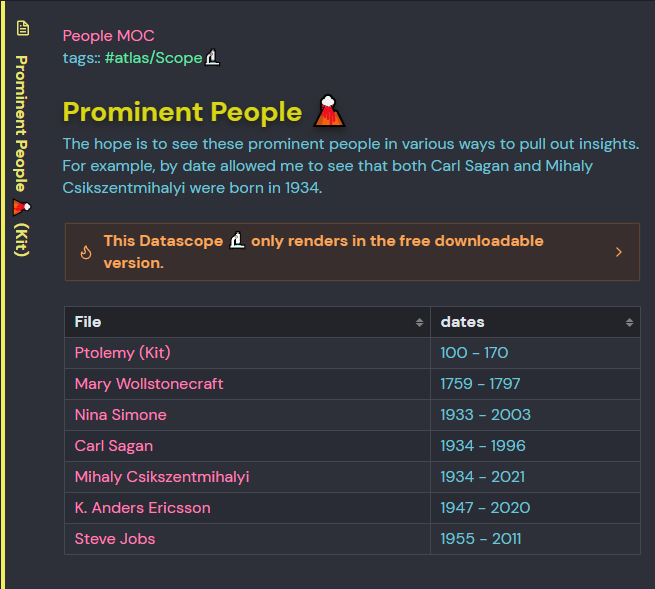 Prominent People 🌋 (Kit)
People MOC
tags:: #atlas/Scope🔬
Prominent People 🌋
The hope is to see these prominent people in various ways to pull out insights.
For example, by date allowed me to see that both Carl Sagan and Mihaly
Csikszentmihalyi were born in 1934.
This Datascope 🔬 only renders in the free downloadable
version.
File dates
Ptolemy (Kit) 100 - 170
Mary Wollstonecraft 1759 - 1797
Nina Simone 1933 - 2003
Carl Sagan 1934 - 1996
Mihaly Csikszentmihalyi 1934 - 2021
K. Anders Ericsson 1947 - 2020
Steve Jobs 1955 - 2011